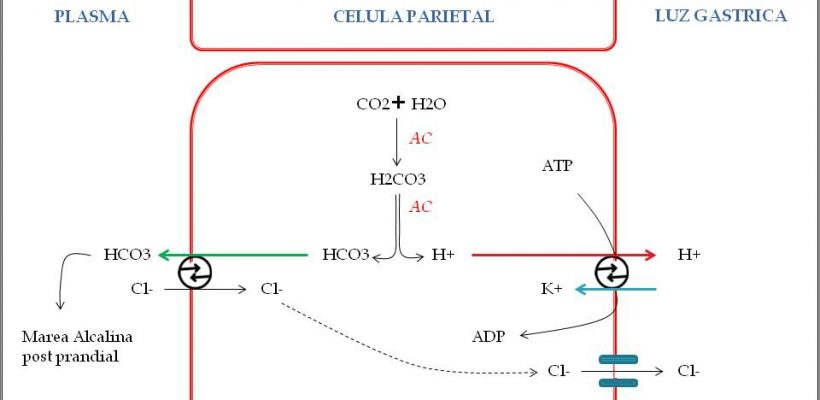 PLASMA CELULA PARIETAL LUZ GASTRICA
CO2+ H2O
AC
ATP
H2CO3
AC
HCO3 HCO3 H+ H+
Cl- Cl- K+
Marea Alcalina
post prandial
ADP
Cl- Cl-